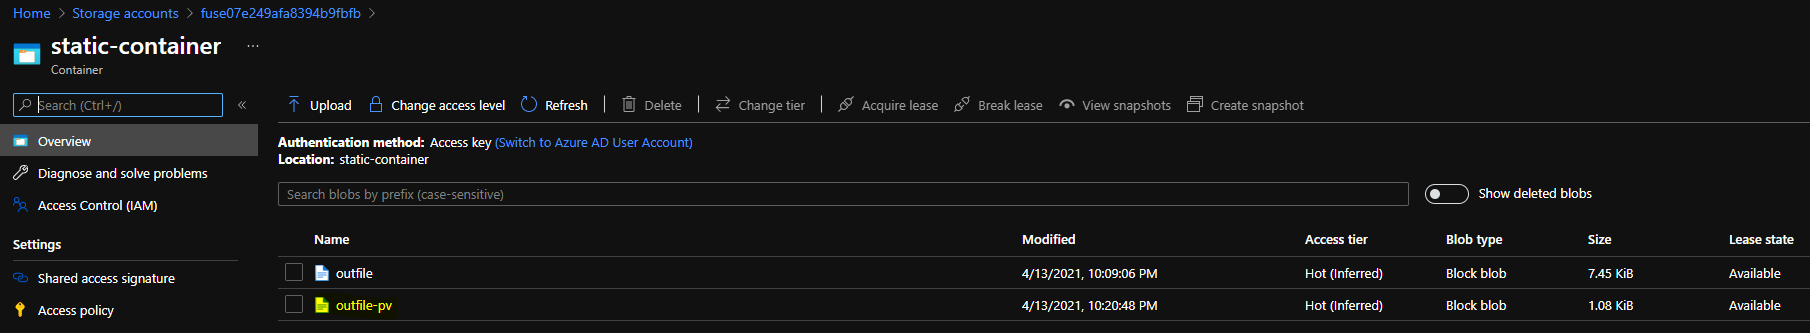 Home > Storage accounts > fuse07e249afa8394b9fbfb >
static-container ...
Container
Search (Ctrl+/) «
Overview
Diagnose and solve problems
Access Control (IAM)
Settings
Shared access signature
Access policy
Upload Change access level Refresh Delete Change tier Acquire lease Break lease View snapshots Create snapshot
Authentication method: Access key (Switch to Azure AD User Account)
Location: static-container
Search blobs by prefix (case-sensitive) Show deleted blobs
Name Modified Access tier Blob type Size Lease state
outfile 4/13/2021, 10:09:06 PM Hot (Inferred) Block blob 7.45 KiB Available
outfile-pv 4/13/2021, 10:20:48 PM Hot (Inferred) Block blob 1.08 KiB Available